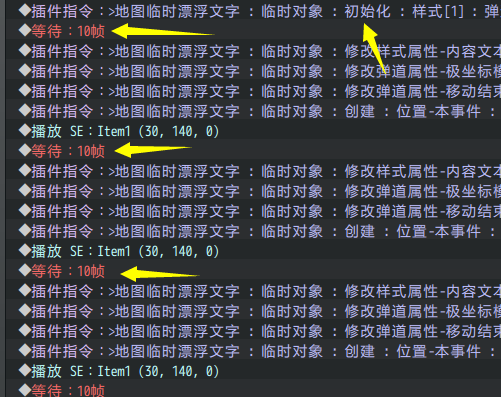 ◆插件指令：>地图临时漂浮文字 : 临时对象 : 初始化 : 样式[1] : 弹
◆等待：10帧
◆插件指令：>地图临时漂浮文字 : 临时对象 : 修改样式属性-内容文本
◆插件指令：>地图临时漂浮文字 : 临时对象 : 修改弹道属性-极坐标模
◆插件指令：>地图临时漂浮文字 : 临时对象 : 修改弹道属性-移动结束
◆插件指令：>地图临时漂浮文字 : 临时对象 : 创建 : 位置-本事件 :
◆播放 SE：Item1 (30, 140, 0)
◆等待：10帧
◆插件指令：>地图临时漂浮文字 : 临时对象 : 修改样式属性-内容文本
◆插件指令：>地图临时漂浮文字 : 临时对象 : 修改弹道属性-极坐标模
◆插件指令：>地图临时漂浮文字 : 临时对象 : 修改弹道属性-移动结束
◆插件指令：>地图临时漂浮文字 : 临时对象 : 创建 : 位置-本事件 :
◆播放 SE：Item1 (30, 140, 0)
◆等待：10帧
◆插件指令：>地图临时漂浮文字 : 临时对象 : 修改样式属性-内容文本
◆插件指令：>地图临时漂浮文字 : 临时对象 : 修改弹道属性-极坐标模
◆插件指令：>地图临时漂浮文字 : 临时对象 : 修改弹道属性-移动结束
◆插件指令：>地图临时漂浮文字 : 临时对象 : 创建 : 位置-本事件 :
◆播放 SE：Item1 (30, 140, 0)
◆等待：10帧